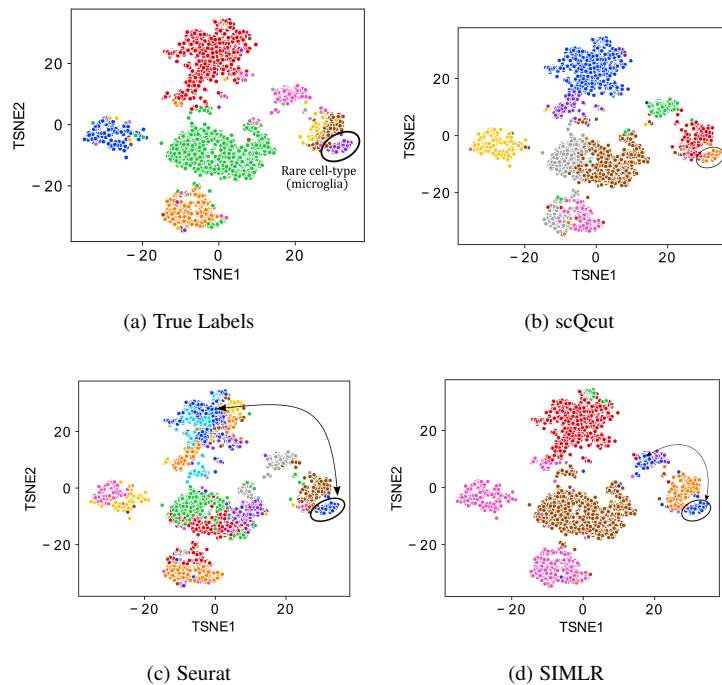 20
0
− 20
TSNE2
Rare cell-type
(microglia)
− 20
0
20
TSNE1
(a) True Labels
20
0
− 20
TSNE2
− 20
0
20
TSNE1
(b) scQcut
20
0
− 20
TSNE2
− 20
0
20
TSNE1
(c) Seurat
20
0
− 20
TSNE2
− 20
0
20
40
TSNE1
(d) SIMLR